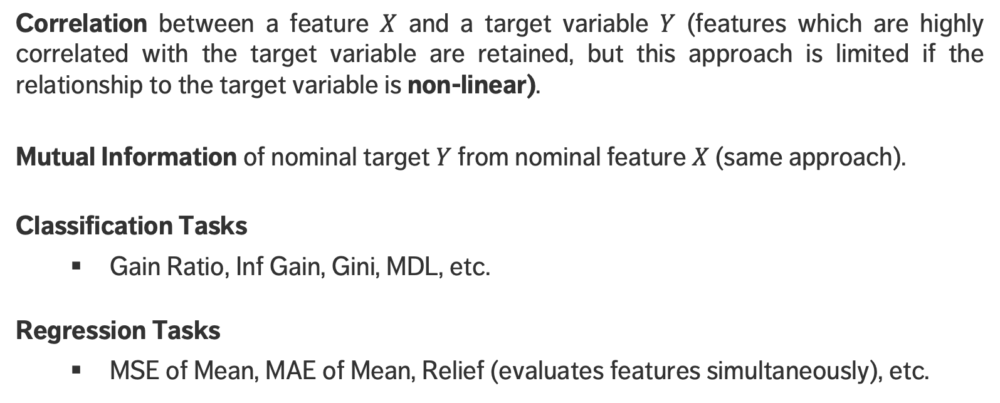 Correlation between a feature X and a target variable Y (features which are highly
correlated with the target variable are retained, but this approach is limited if the
relationship to the target variable is non-linear).
Mutual Information of nominal target Y from nominal feature X (same approach).
Classification Tasks
▪ Gain Ratio, Inf Gain, Gini, MDL, etc.
Regression Tasks
▪ MSE of Mean, MAE of Mean, Relief (evaluates features simultaneously), etc.